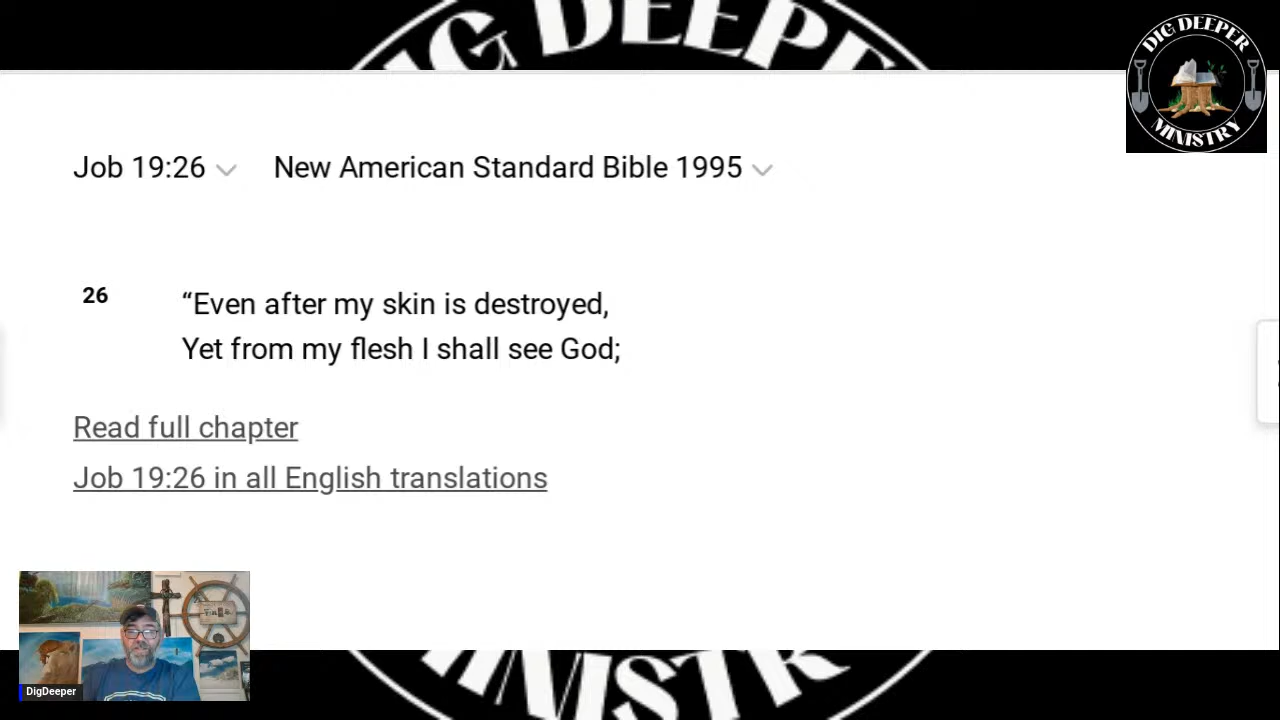 DIG DEEPER
DIG DEEPER
MINISTRY
Job 19:26 New American Standard Bible 1995
26 “Even after my skin is destroyed,
Yet from my flesh I shall see God;
Read full chapter
Job 19:26 in all English translations
DigDeeper
MINISTR